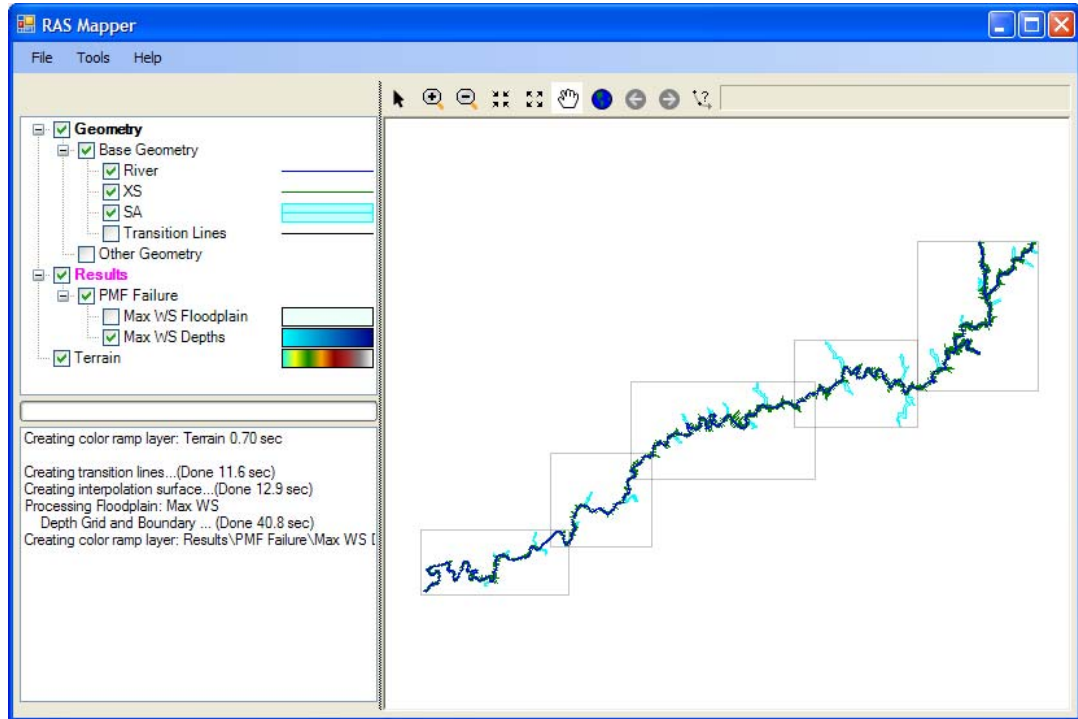 RAS Mapper
File Tools Help
Geometry
Base Geometry
River
XS
SA
Transition Lines
Other Geometry
Results
PMF Failure
Max WS Floodplain
Max WS Depths
Terrain
Creating color ramp layer: Terrain 0.70 sec
Creating transition lines...(Done 11.6 sec)
Creating interpolation surface...(Done 12.9 sec)
Processing Floodplain: Max WS
Depth Grid and Boundary ... (Done 40.8 sec)
Creating color ramp layer: Results\PMF Failure\Max WS D